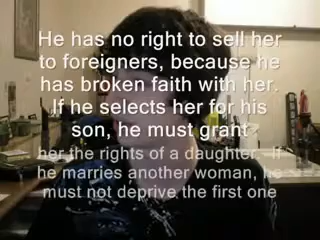 He has no right to sell her
to foreigners, because he
has broken faith with her.
If he selects her for his
son, he must grant
her the rights of a daughter. If
he marries another woman, he
must not deprive the first one